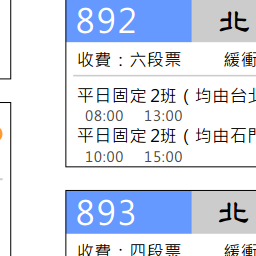 892 北
收費：六段票 緩衝
平日固定 2班（均由台北
08:00 13:00
平日固定 2班（均由石門
10:00 15:00
893 北
收費：四段票 緩衝